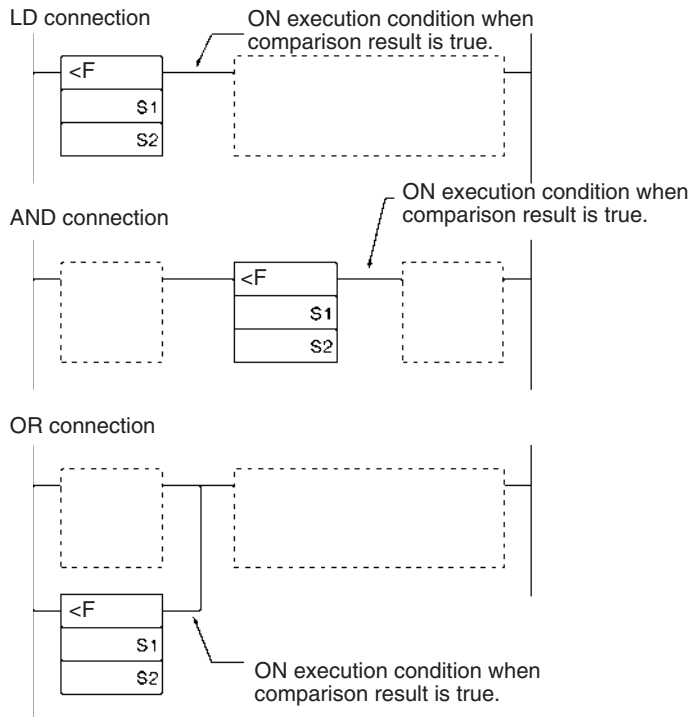 LD connection
ON execution condition when
comparison result is true.
<F
S1
S2
ON execution condition when
comparison result is true.
AND connection
<F
S1
S2
OR connection
<F
S1
S2
ON execution condition when
comparison result is true.